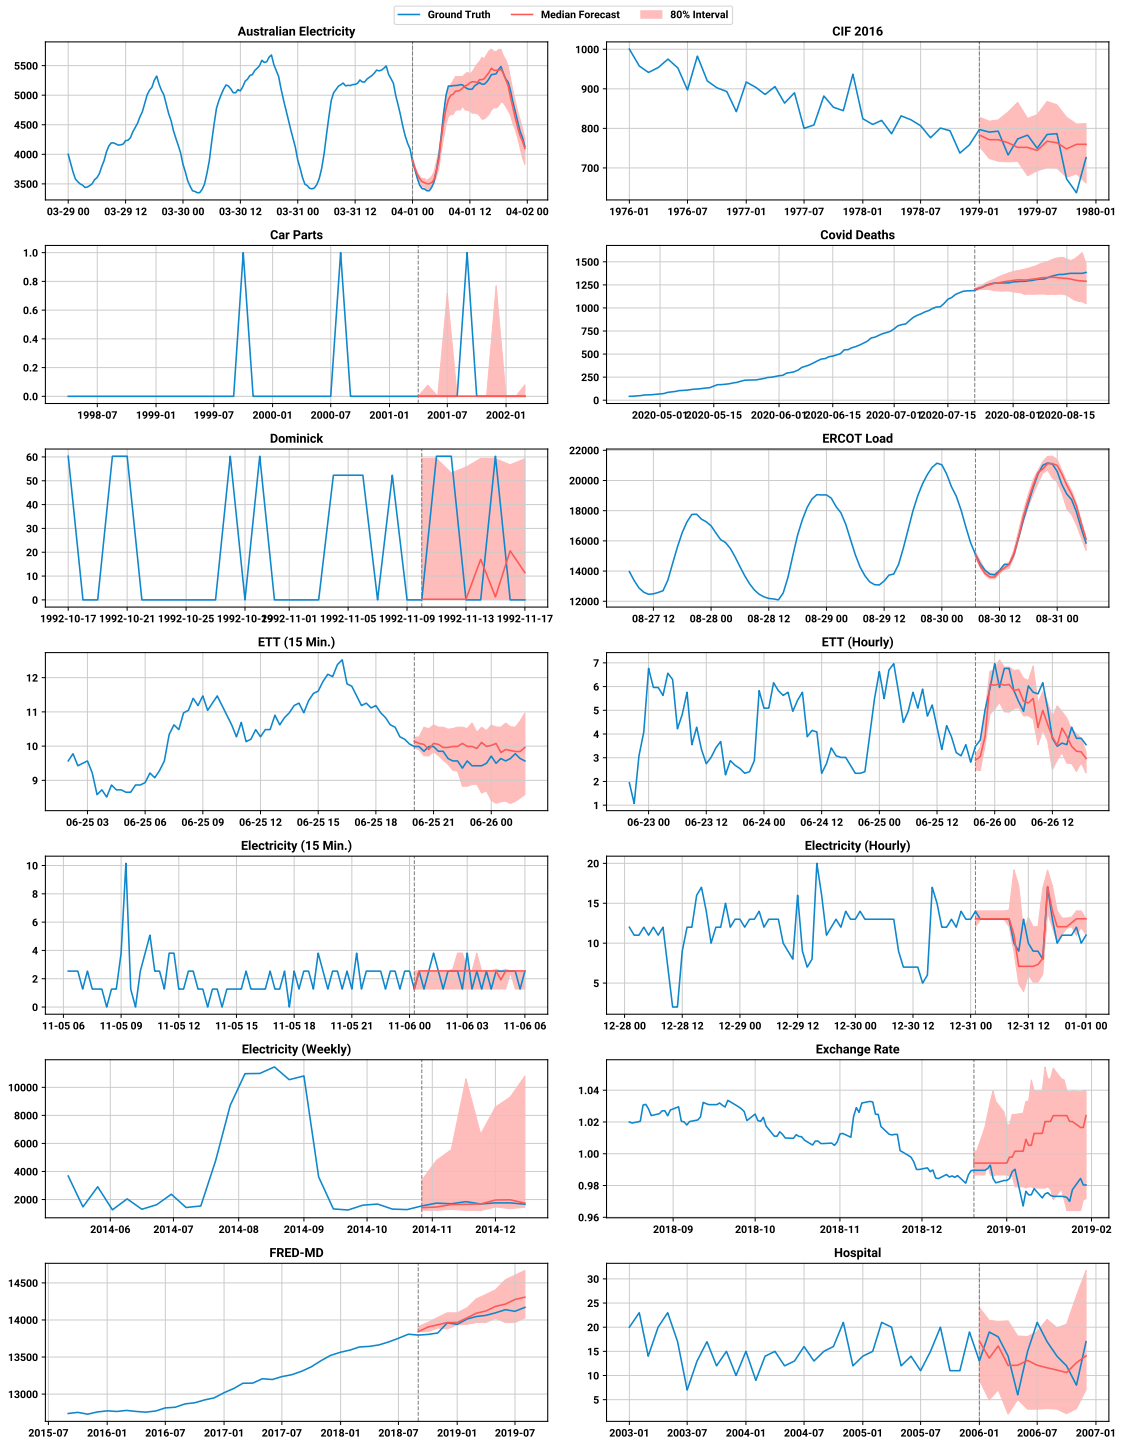 Ground Truth Median Forecast 80% Interval
Australian Electricity
5500
5000
4500
4000
3500
03-29 00 03-29 12 03-30 00 03-30 12 03-31 00 03-31 12 04-01 00 04-01 12 04-02 00
CIF 2016
1000
900
800
700
1976-01 1976-07 1977-01 1977-07 1978-01 1978-07 1979-01 1979-07 1980-01
Car Parts
1.0
0.8
0.6
0.4
0.2
0.0
1998-07 1999-01 1999-07 2000-01 2000-07 2001-01 2001-07 2002-01
Covid Deaths
1500
1250
1000
750
500
250
0
2020-05-01 2020-05-15 2020-06-01 2020-06-15 2020-07-01 2020-07-15 2020-08-01 2020-08-15
Dominick
60
50
40
30
20
10
0
1992-10-17 1992-10-21 1992-10-25 1992-10-29 1992-11-01 1992-11-05 1992-11-09 1992-11-13 1992-11-17
ERCOT Load
22000
20000
18000
16000
14000
12000
08-27 12 08-28 00 08-28 12 08-29 00 08-29 12 08-30 00 08-30 12 08-31 00
ETT (15 Min.)
12
11
10
9
06-25 03 06-25 06 06-25 09 06-25 12 06-25 15 06-25 18 06-25 21 06-26 00
ETT (Hourly)
7
6
5
4
3
2
1
06-23 00 06-23 12 06-24 00 06-24 12 06-25 00 06-25 12 06-26 00 06-26 12
Electricity (15 Min.)
10
8
6
4
2
0
11-05 06 11-05 09 11-05 12 11-05 15 11-05 18 11-05 21 11-06 00 11-06 03 11-06 06
Electricity (Hourly)
20
15
10
5
12-28 00 12-28 12 12-29 00 12-29 12 12-30 00 12-30 12 12-31 00 12-31 12 01-01 00
Electricity (Weekly)
10000
8000
6000
4000
2000
2014-06 2014-07 2014-08 2014-09 2014-10 2014-11 2014-12
Exchange Rate
1.04
1.02
1.00
0.98
0.96
2018-09 2018-10 2018-11 2018-12 2019-01 2019-02
FRED-MD
14500
14000
13500
13000
2015-07 2016-01 2016-07 2017-01 2017-07 2018-01 2018-07 2019-01 2019-07
Hospital
30
25
20
15
10
5
2003-01 2003-07 2004-01 2004-07 2005-01 2005-07 2006-01 2006-07 2007-01